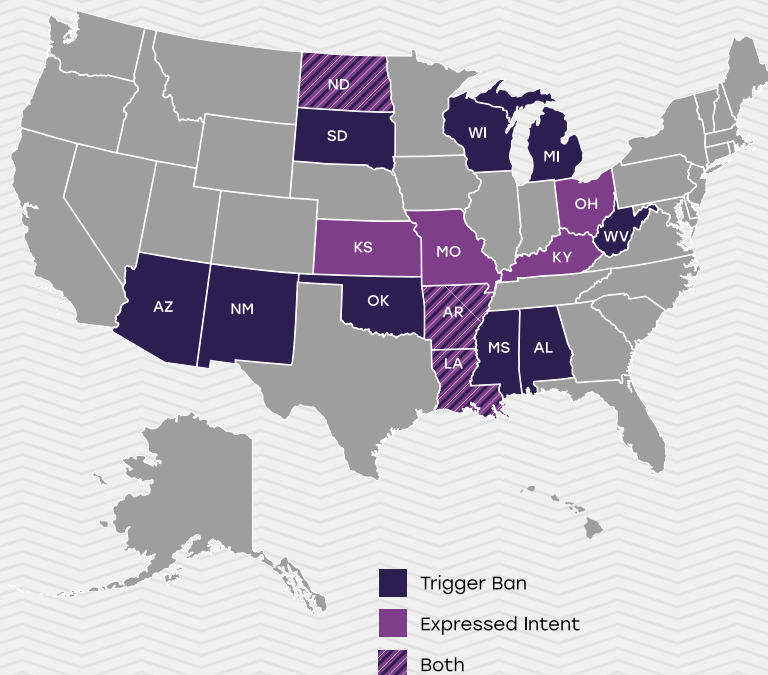 ND
SD
WI
MI
OH
WV
KS
MO
KY
AZ
NM
OK
AR
MS
AL
LA
Trigger Ban
Expressed Intent
Both